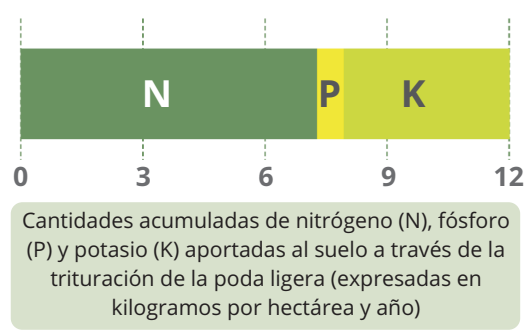 N P K
0 3 6 9 12
Cantidades acumuladas de nitrógeno (N), fósforo
(P) y potasio (K) aportadas al suelo a través de la
trituración de la poda ligera (expresadas en
kilogramos por hectárea y año)